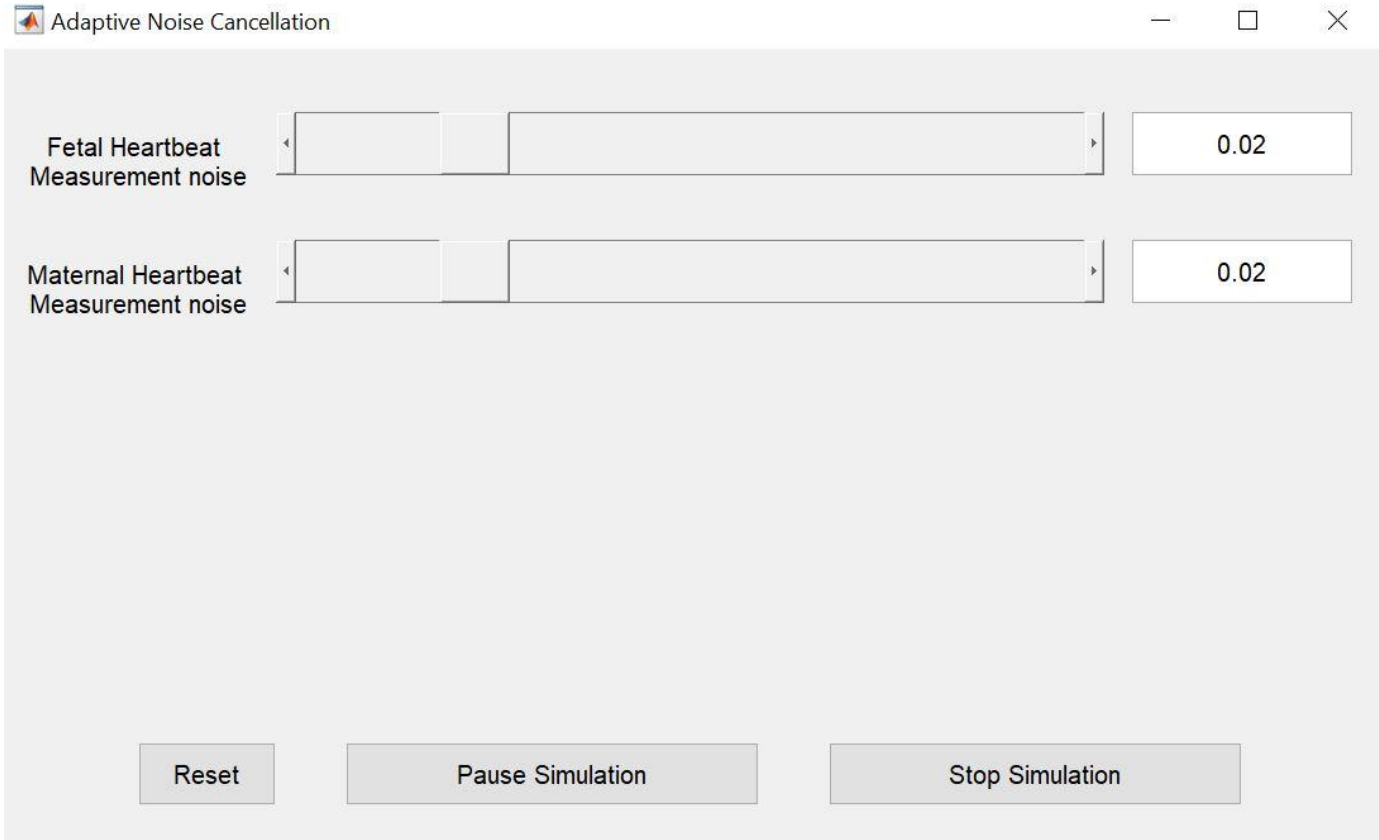 Adaptive Noise Cancellation
Fetal Heartbeat
Measurement noise
0.02
Maternal Heartbeat
Measurement noise
0.02
Reset
Pause Simulation
Stop Simulation